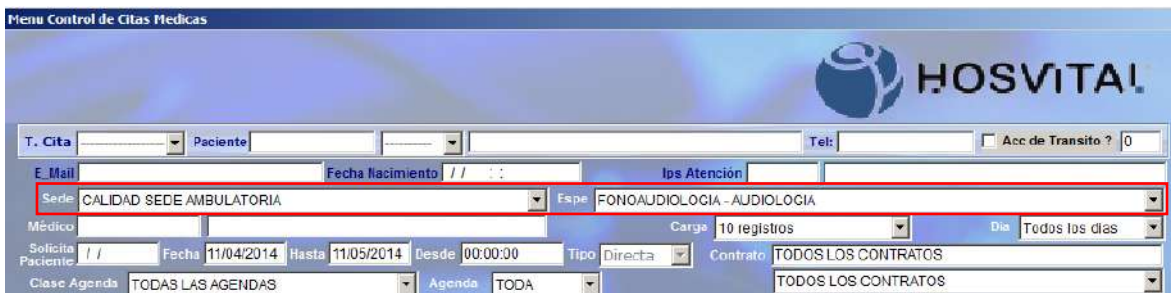 Menu Control de Citas Medicas
HOSVITAL
T. Cita Paciente Tel: Acc de Transito ? 0
E_Mail Fecha Nacimiento / / : : Ips Atención
Sede CALIDAD SEDE AMBULATORIA Espe FONOAUDIOLOGIA - AUDIOLOGIA
Médico Carga 10 registros Dia Todos los dias
Solicita Paciente / / Fecha 11/04/2014 Hasta 11/05/2014 Desde 00:00:00 Tipo Directa Contrato TODOS LOS CONTRATOS
Clase Agenda TODAS LAS AGENDAS Agenda TODA TODOS LOS CONTRATOS